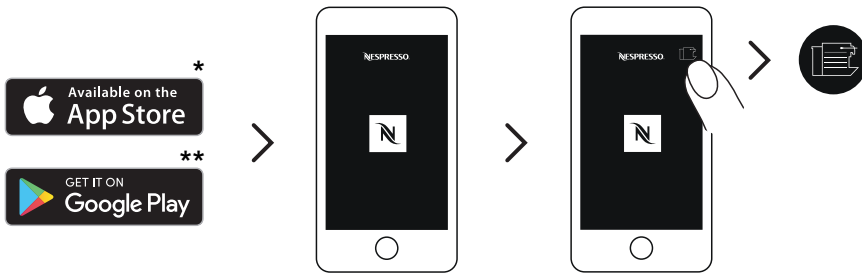 *
Available on the
App Store
**
GET IT ON
Google Play
NESPRESSO
N
NESPRESSO
N